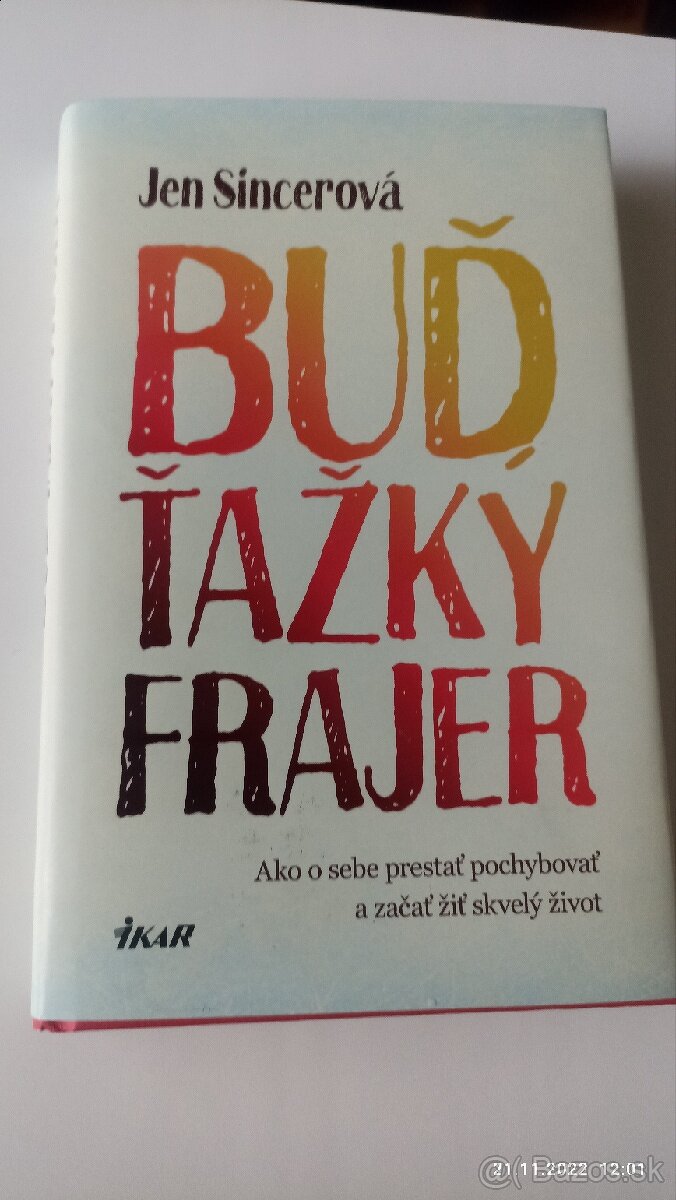 Jen Sincerová
BUĎ
ŤAŽKÝ
FRAJER
Ako o sebe prestať pochybovať
a začať žiť skvelý život
IKAR
21.11.2022 12:01
@( Bazos.sk